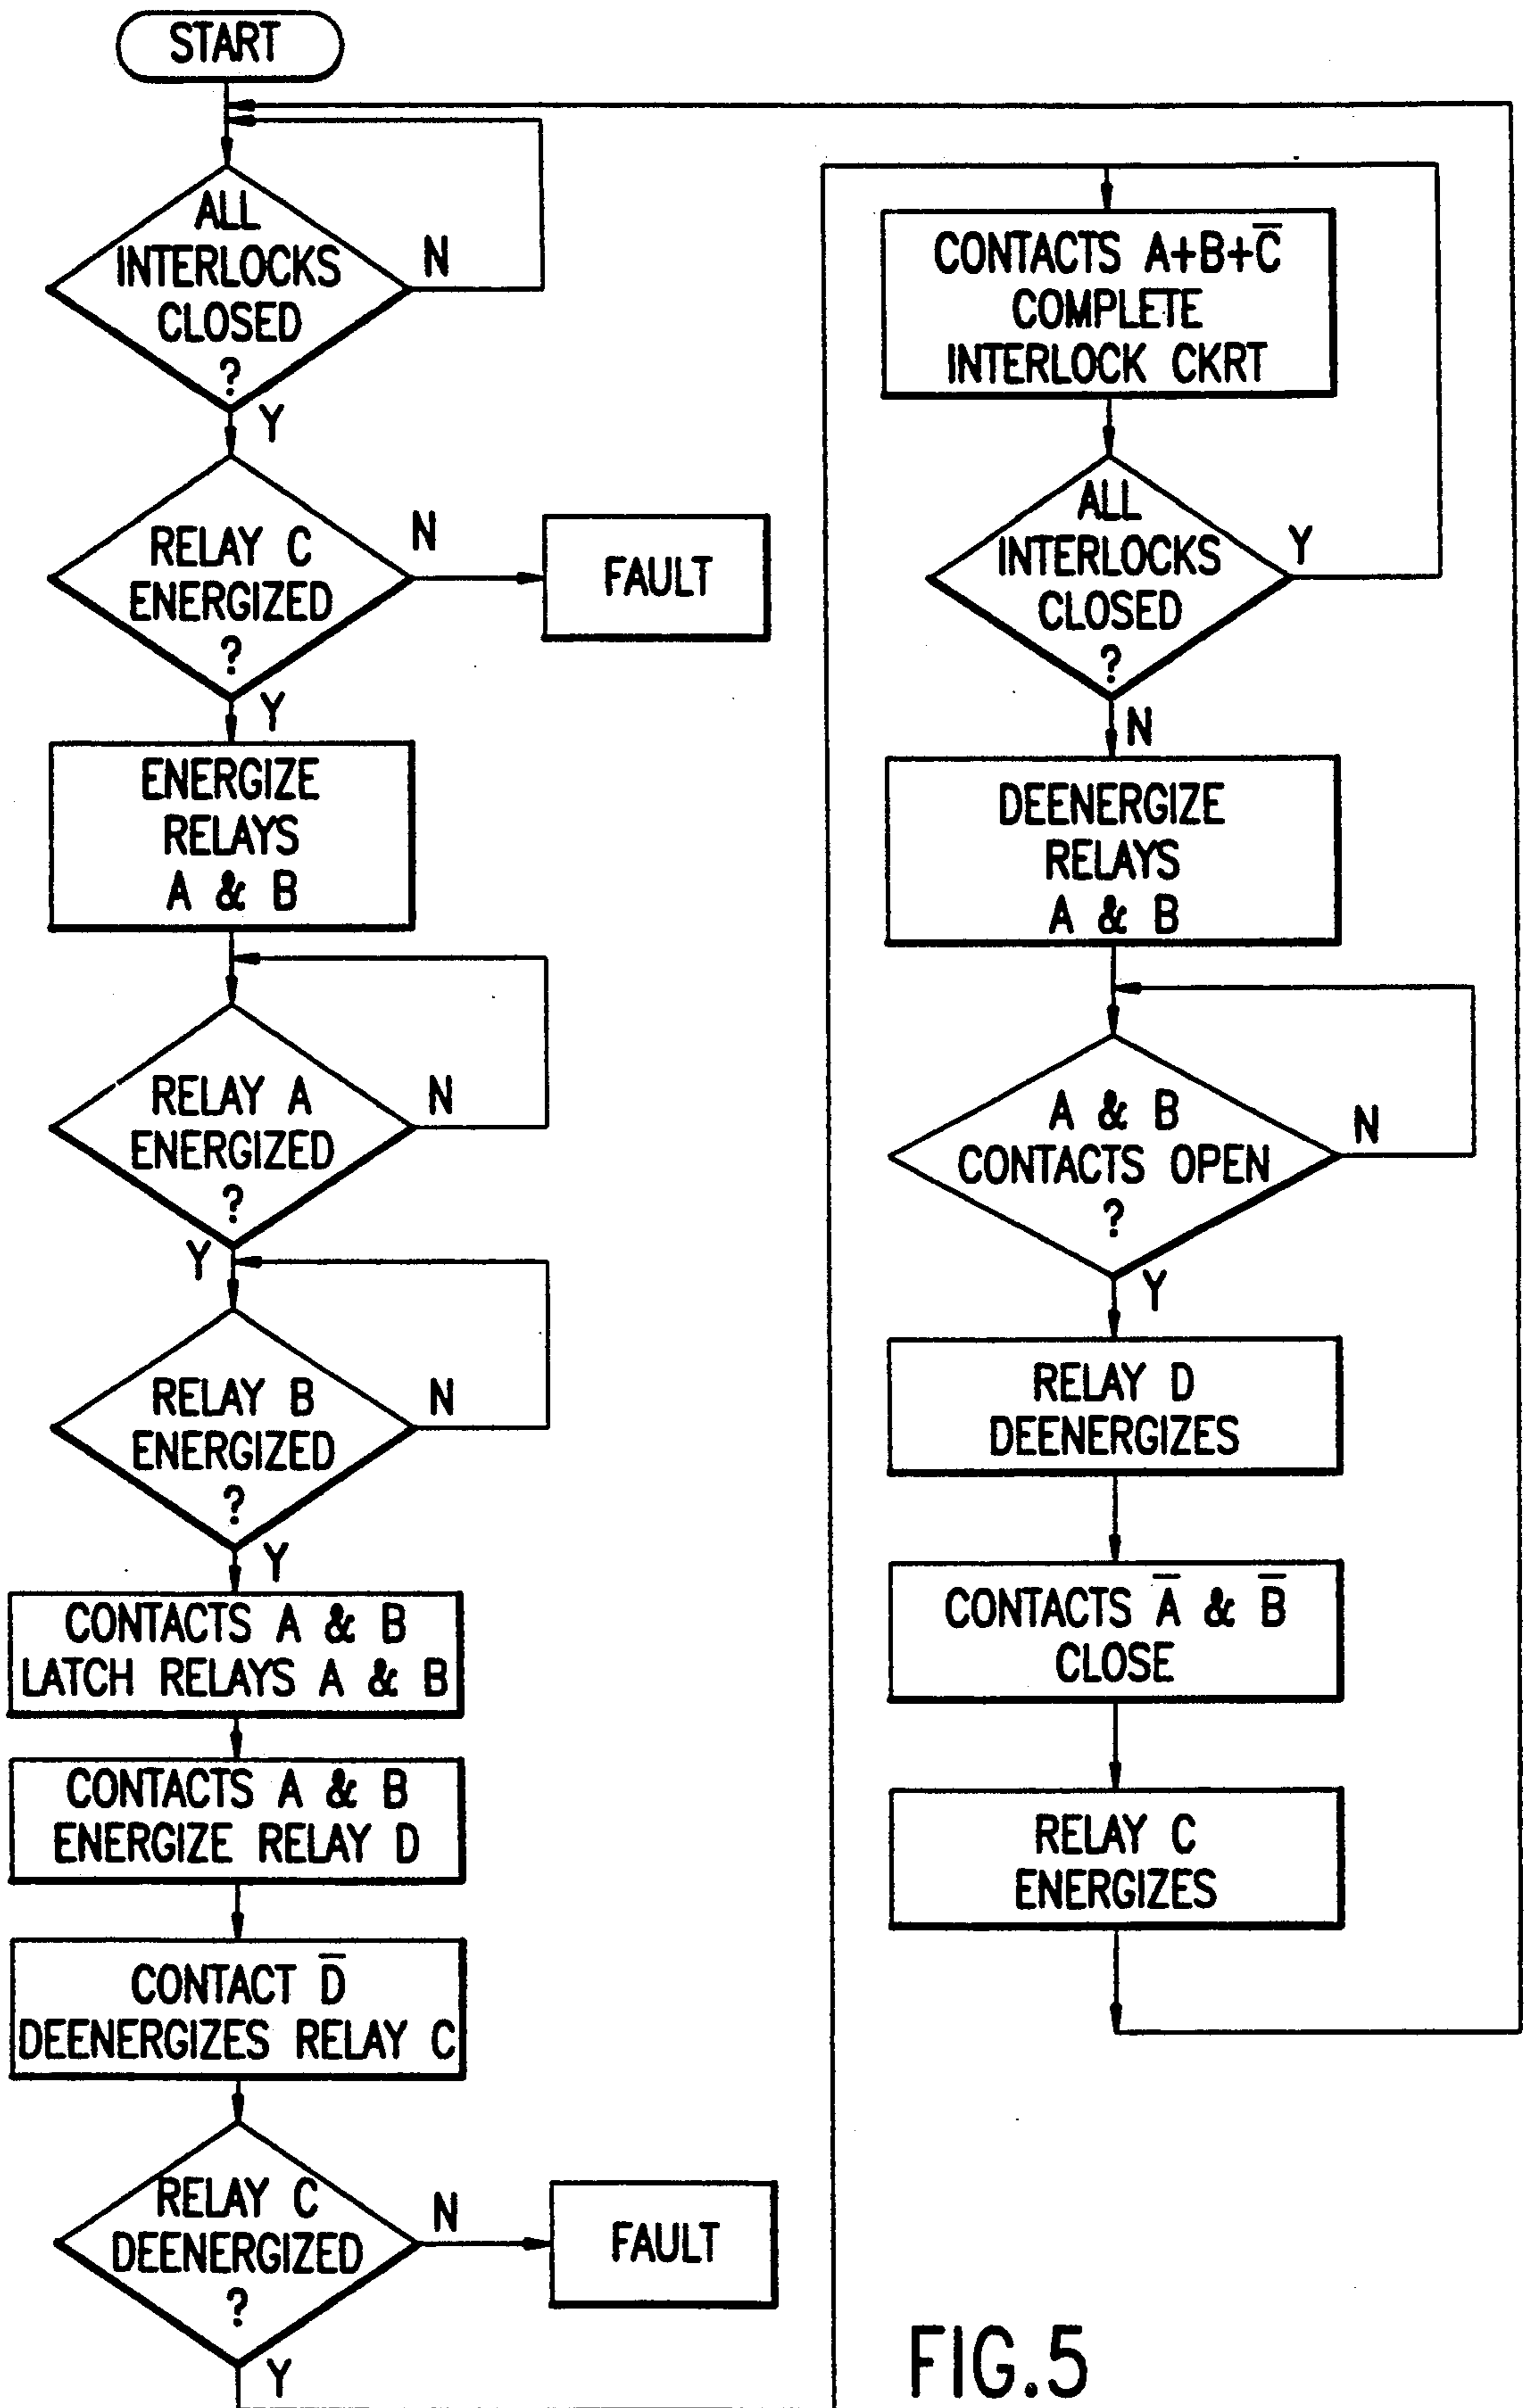 START
ALL
INTERLOCKS
CLOSED
?
N
Y
RELAY C
ENERGIZED
?
N
FAULT
Y
ENERGIZE
RELAYS
A & B
RELAY A
ENERGIZED
?
N
Y
RELAY B
ENERGIZED
?
N
Y
CONTACTS A & B
LATCH RELAYS A & B
CONTACTS A & B
ENERGIZE RELAY D
CONTACT D̅
DEENERGIZES RELAY C
RELAY C
DEENERGIZED
?
N
FAULT
Y
CONTACTS A+B+C̅
COMPLETE
INTERLOCK CKRT
ALL
INTERLOCKS
CLOSED
?
Y
N
DEENERGIZE
RELAYS
A & B
A & B
CONTACTS OPEN
?
N
Y
RELAY D
DEENERGIZES
CONTACTS A̅ & B̅
CLOSE
RELAY C
ENERGIZES
FIG.5